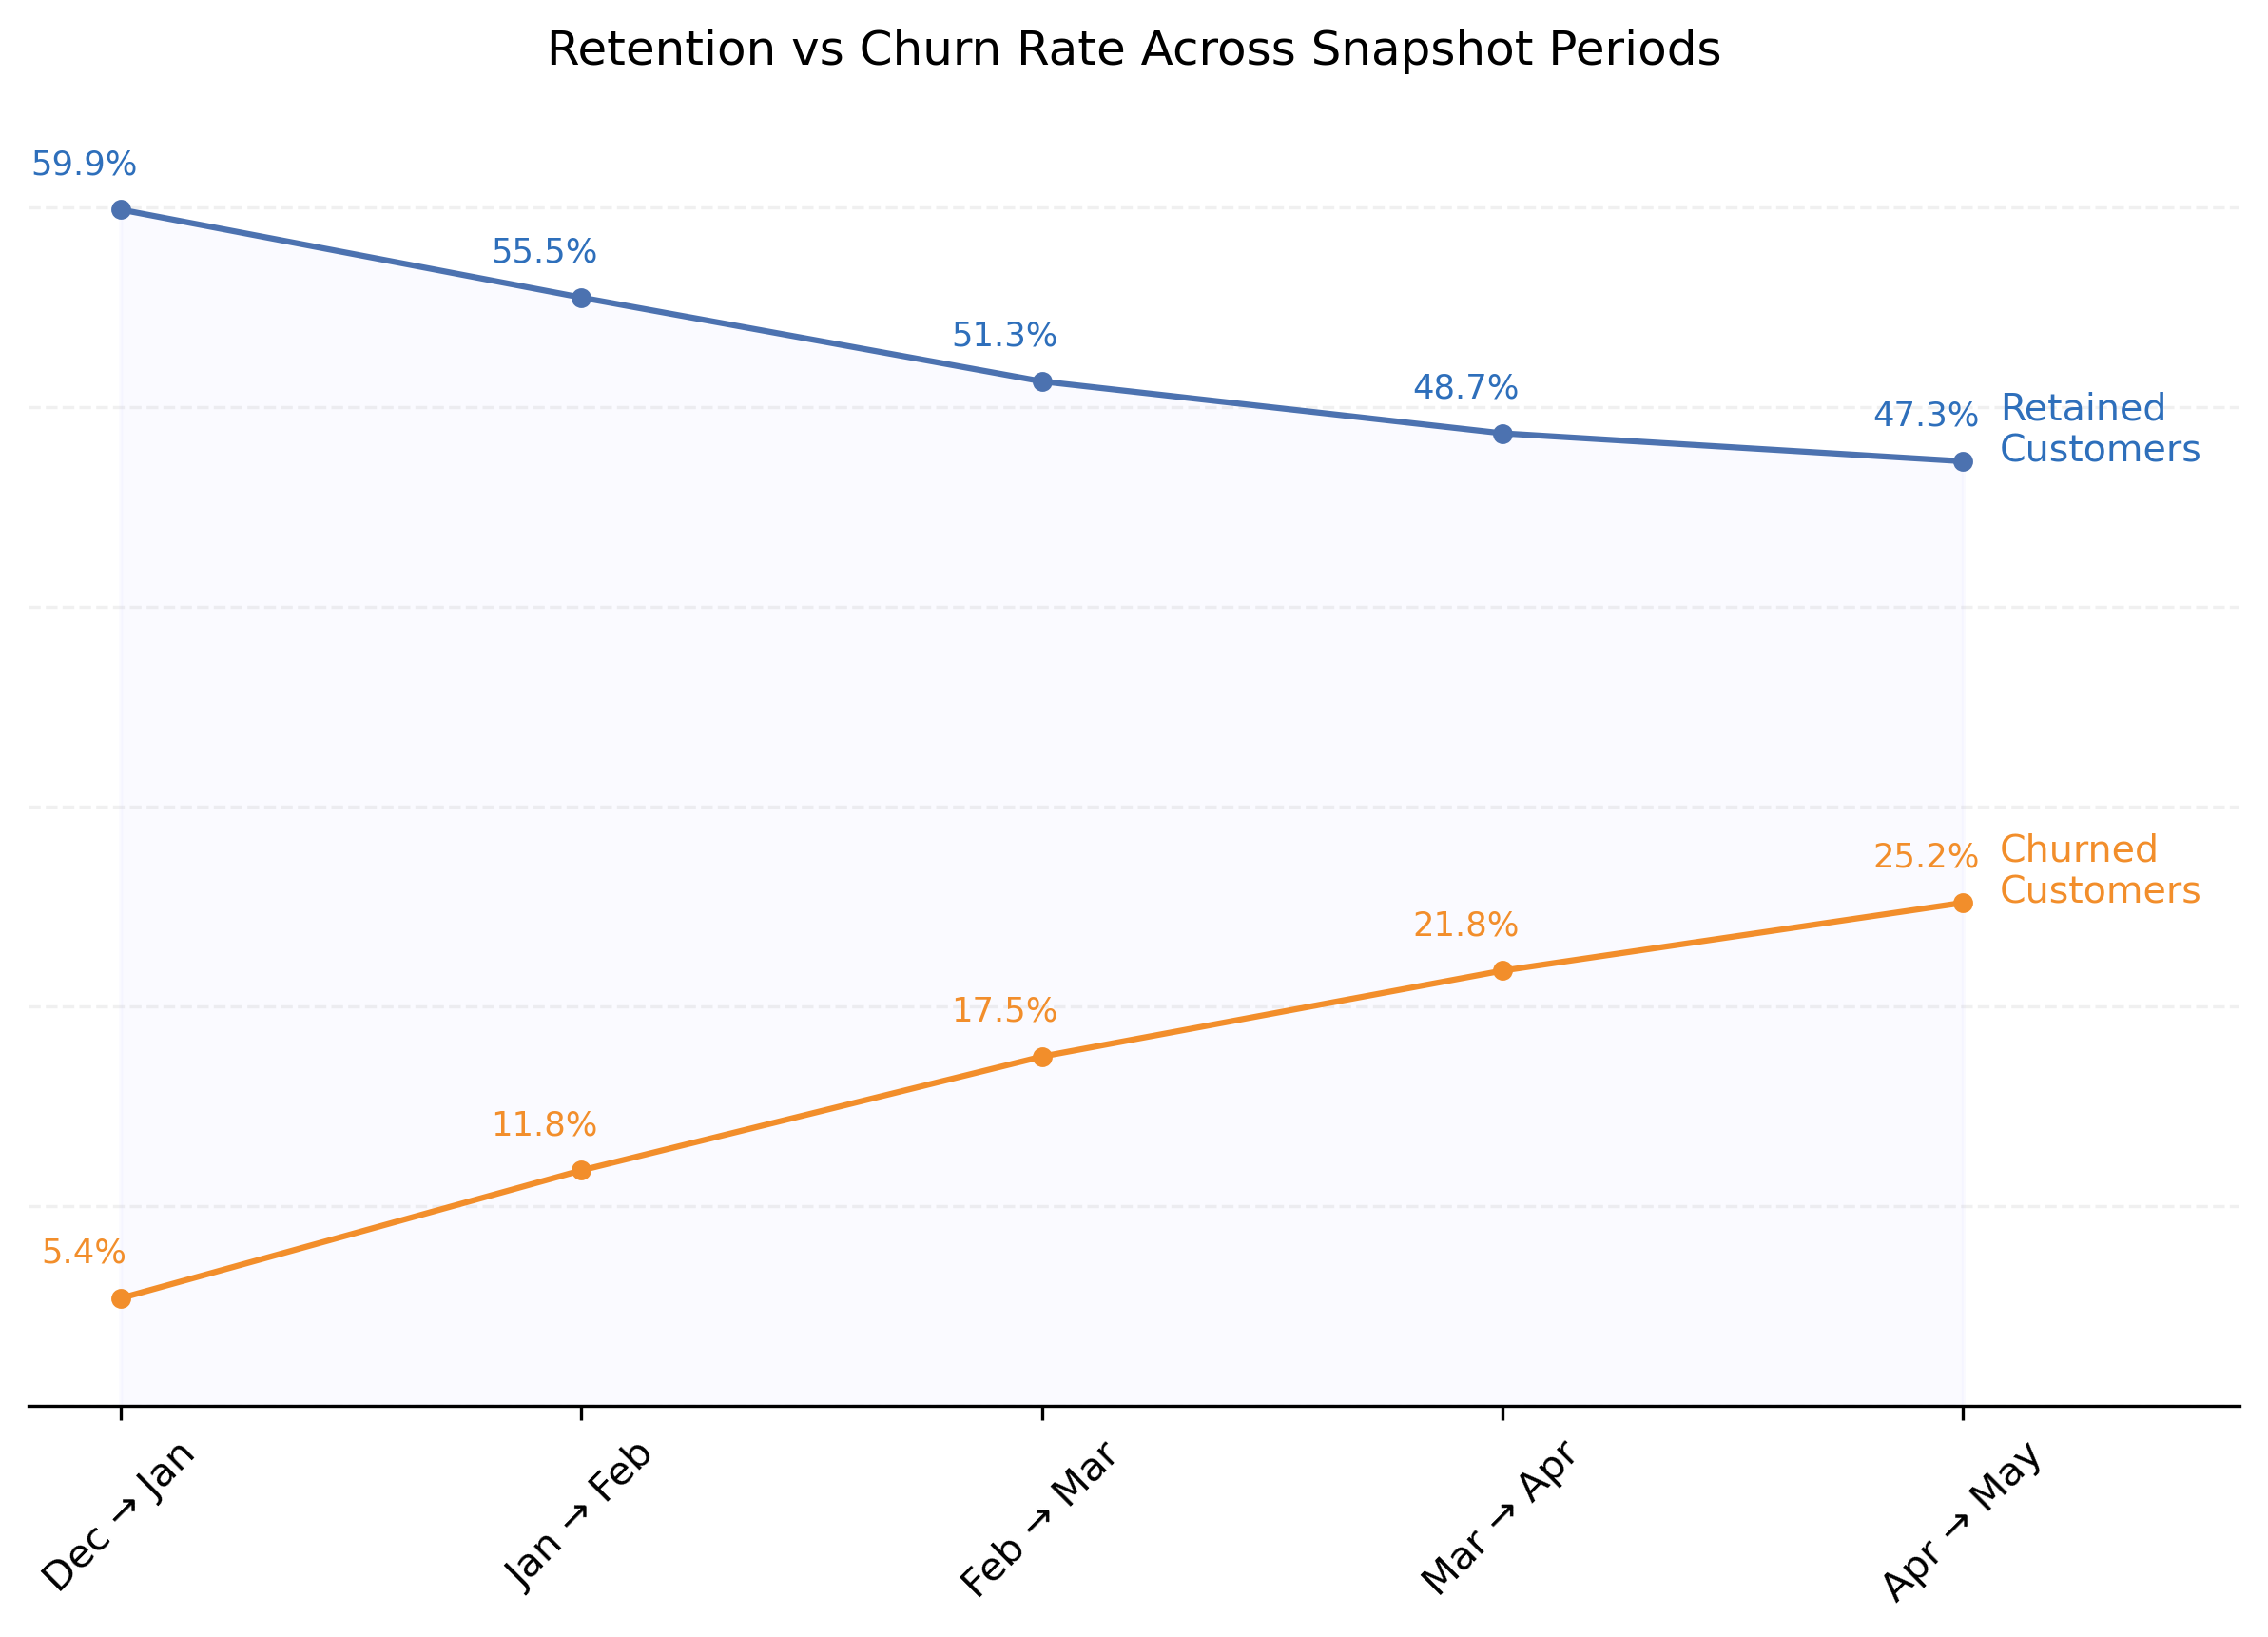 Retention vs Churn Rate Across Snapshot Periods
59.9%
55.5%
51.3%
48.7%
47.3%
Retained
Customers
25.2%
Churned
Customers
21.8%
17.5%
11.8%
5.4%
Dec → Jan
Jan → Feb
Feb → Mar
Mar → Apr
Apr → May